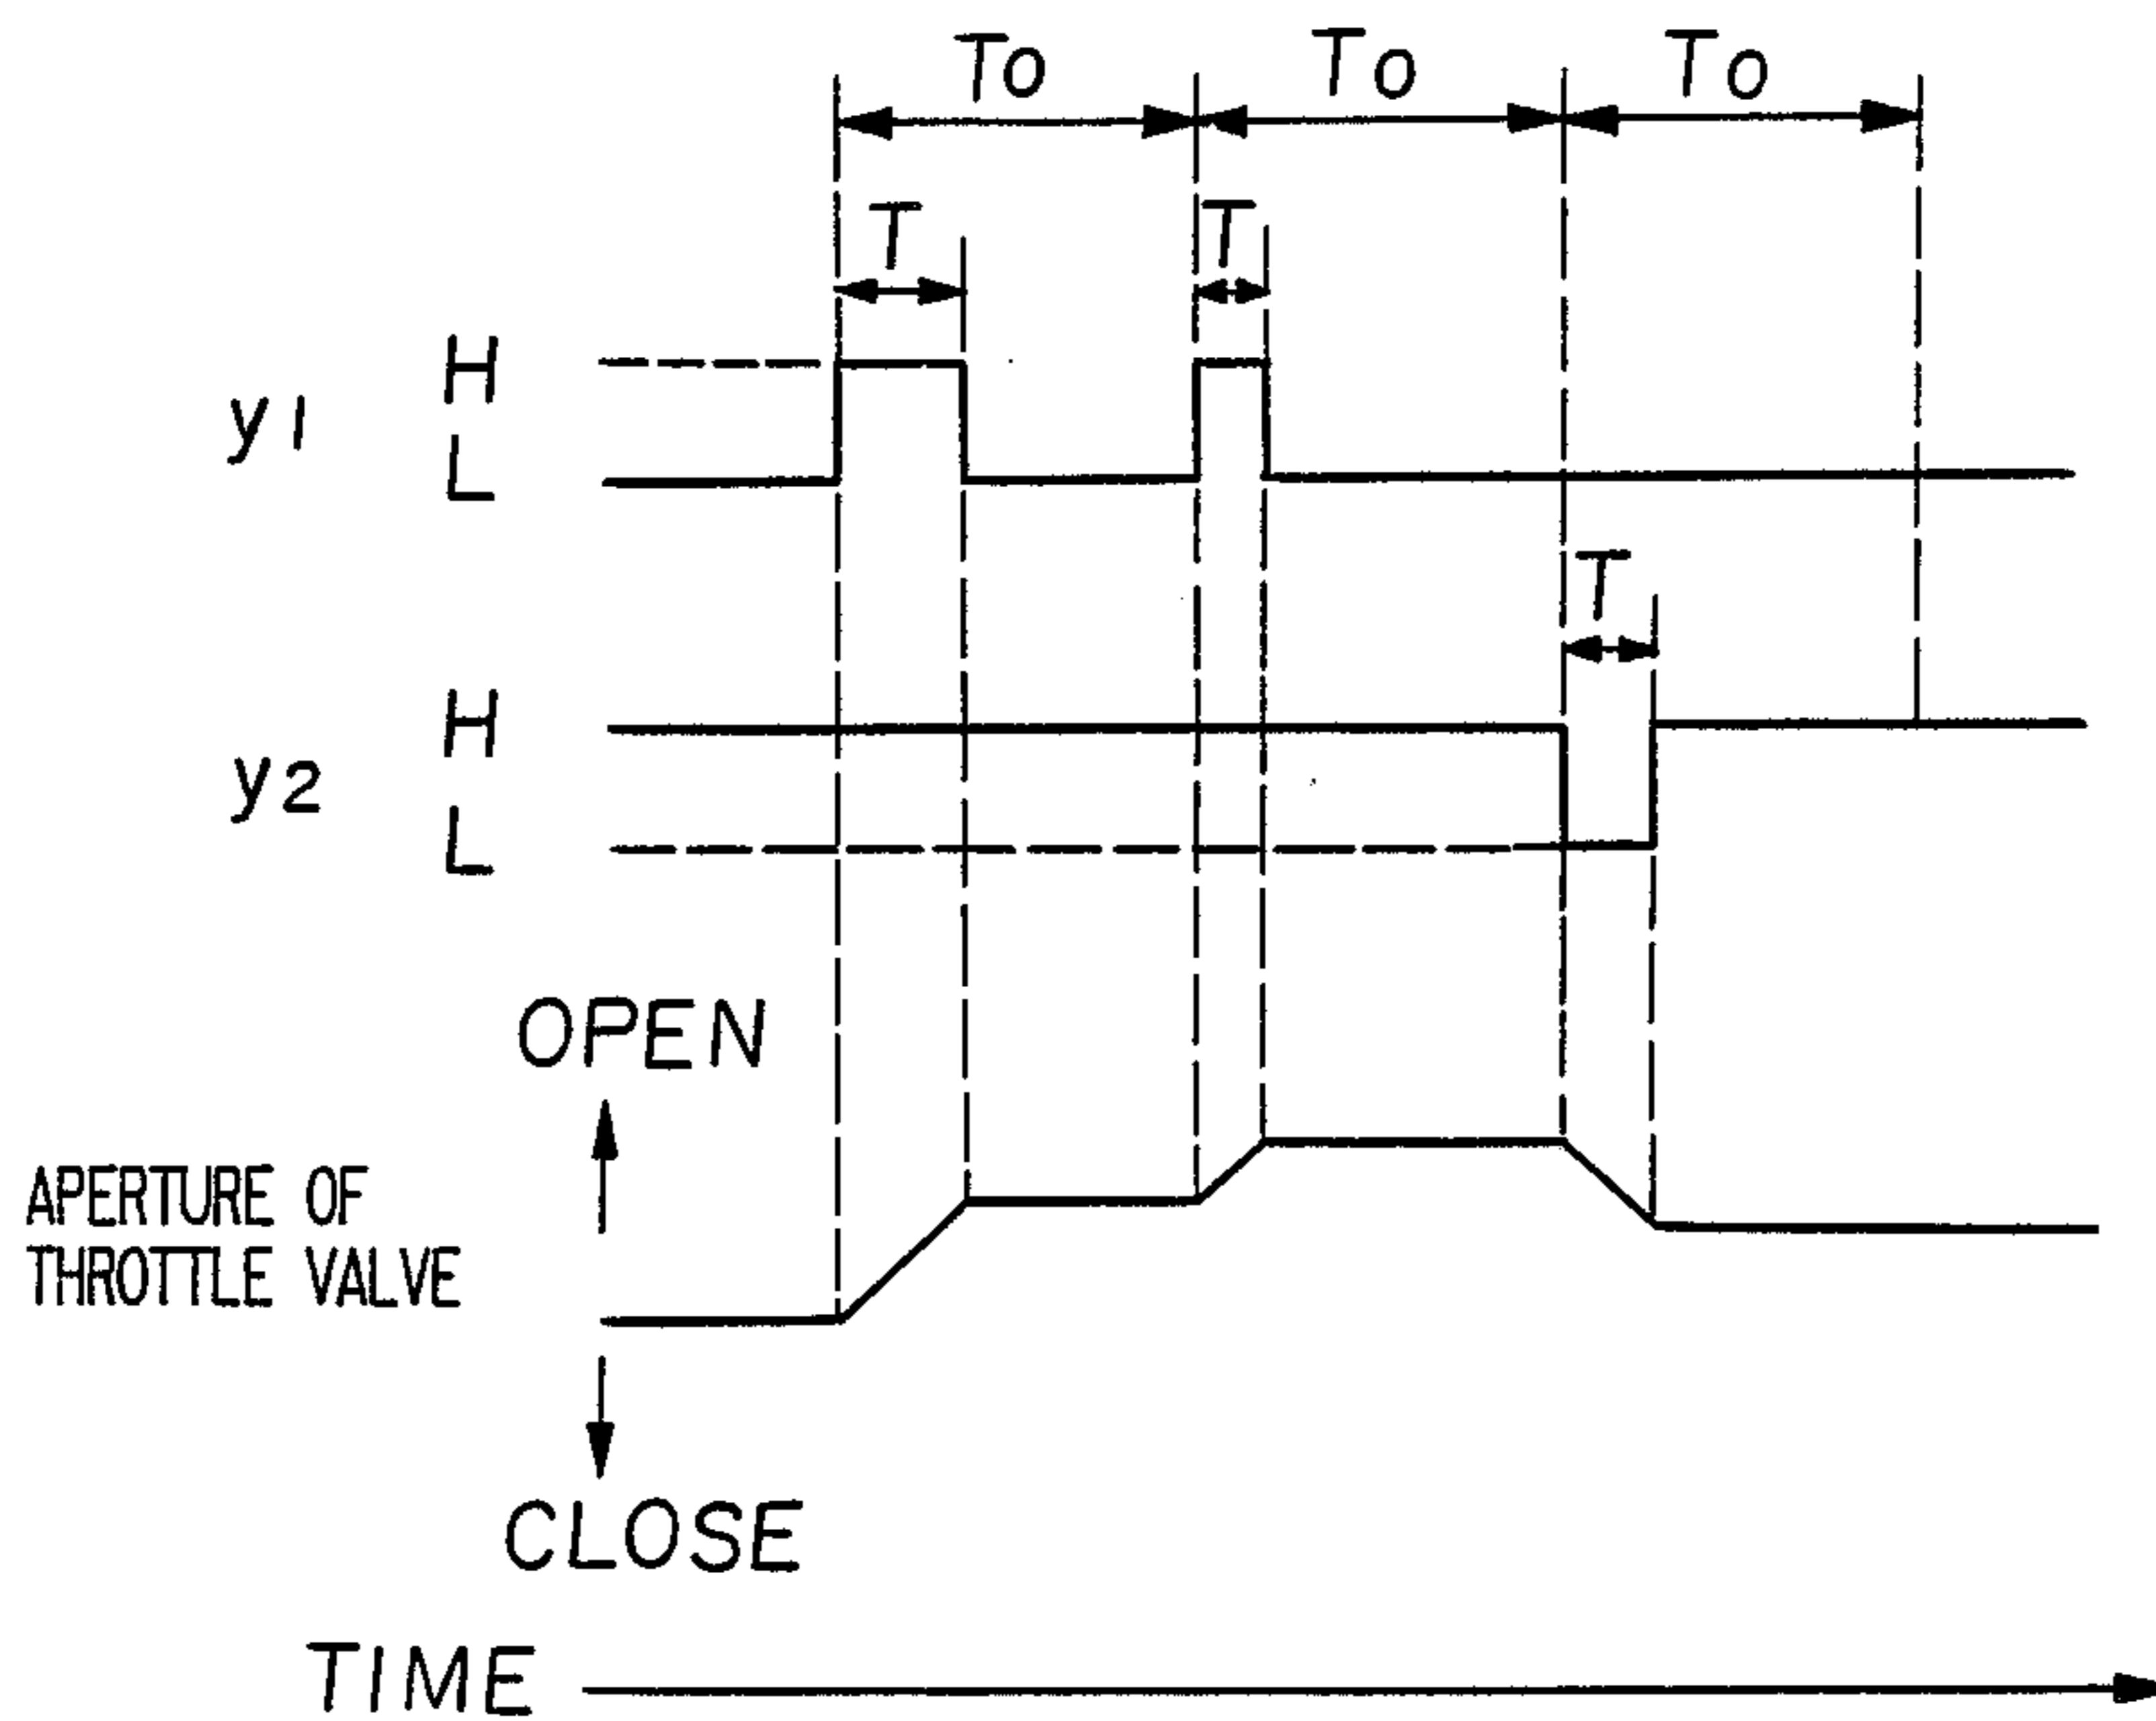 To To To
T T
H
y1
L
T
H
y2
L
OPEN
APERTURE OF
THROTTLE VALVE
CLOSE
TIME